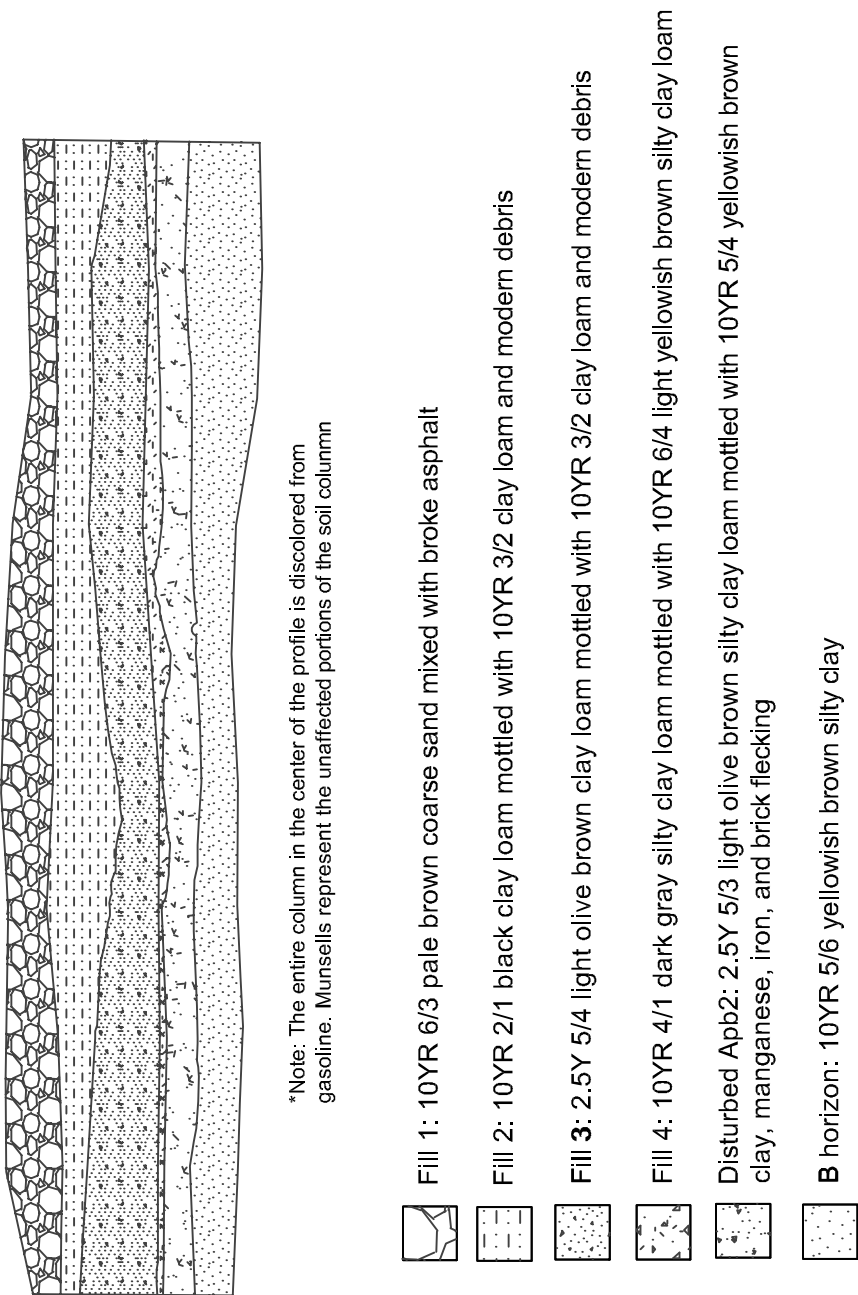 *Note: The entire column in the center of the profile is discolored from
gasoline. Munsells represent the unaffected portions of the soil colunmn
Fill 1: 10YR 6/3 pale brown coarse sand mixed with broke asphalt
Fill 2: 10YR 2/1 black clay loam mottled with 10YR 3/2 clay loam and modern debris
Fill 3: 2.5Y 5/4 light olive brown clay loam mottled with 10YR 3/2 clay loam and modern debris
Fill 4: 10YR 4/1 dark gray silty clay loam mottled with 10YR 6/4 light yellowish brown silty clay loam
Disturbed Apb2: 2.5Y 5/3 light olive brown silty clay loam mottled with 10YR 5/4 yellowish brown
clay, manganese, iron, and brick flecking
B horizon: 10YR 5/6 yellowish brown silty clay